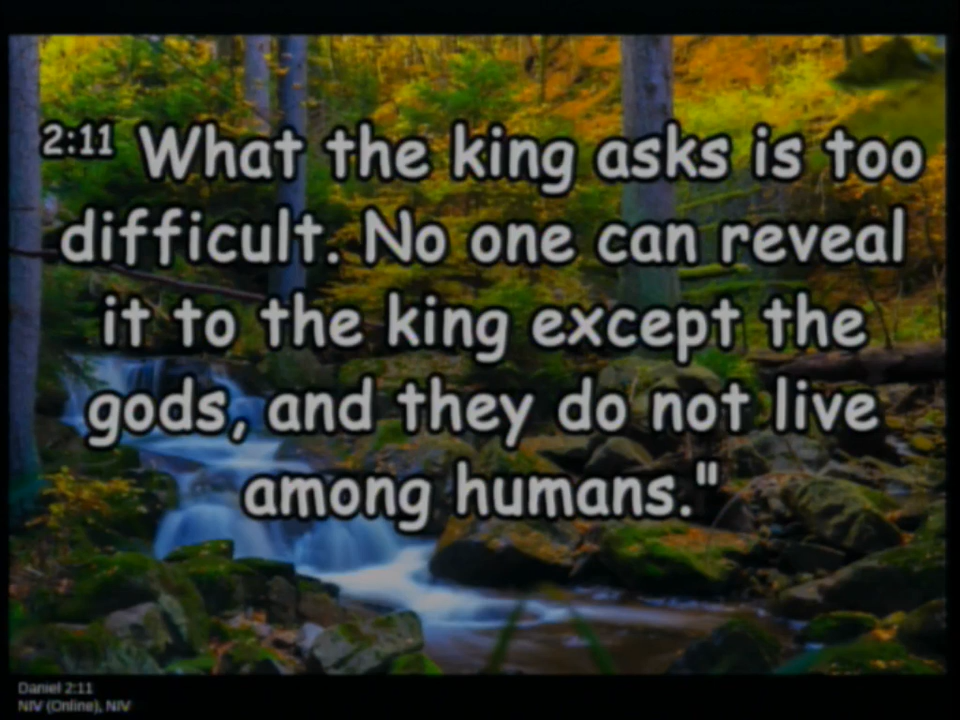 2:11 What the king asks is too
difficult. No one can reveal
it to the king except the
gods, and they do not live
among humans."
Daniel 2:11
NIV (Online), NIV